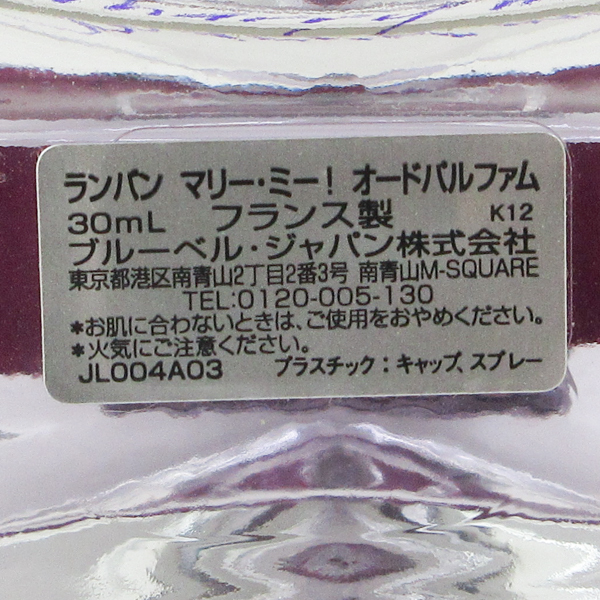 ランバン マリー・ミー! オードパルファム
30mL フランス製 K12
ブルーベル・ジャパン株式会社
東京都港区南青山2丁目2番3号 南青山M-SQUARE
TEL:0120-005-130
*お肌に合わないときは、ご使用をおやめください。
*火気にご注意ください。
JL004A03 プラスチック:キャップ、スプレー